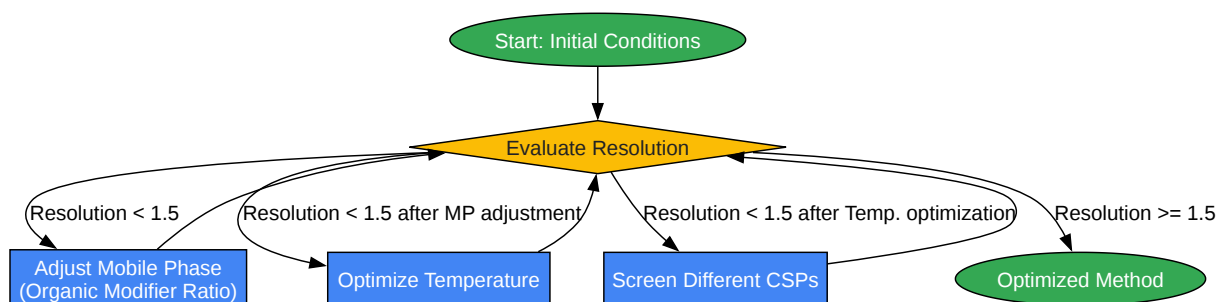 Start: Initial Conditions
Evaluate Resolution
Resolution < 1.5
Resolution < 1.5 after MP adjustment
Resolution < 1.5 after Temp. optimization
Resolution >= 1.5
Adjust Mobile Phase
(Organic Modifier Ratio)
Optimize Temperature
Screen Different CSPs
Optimized Method